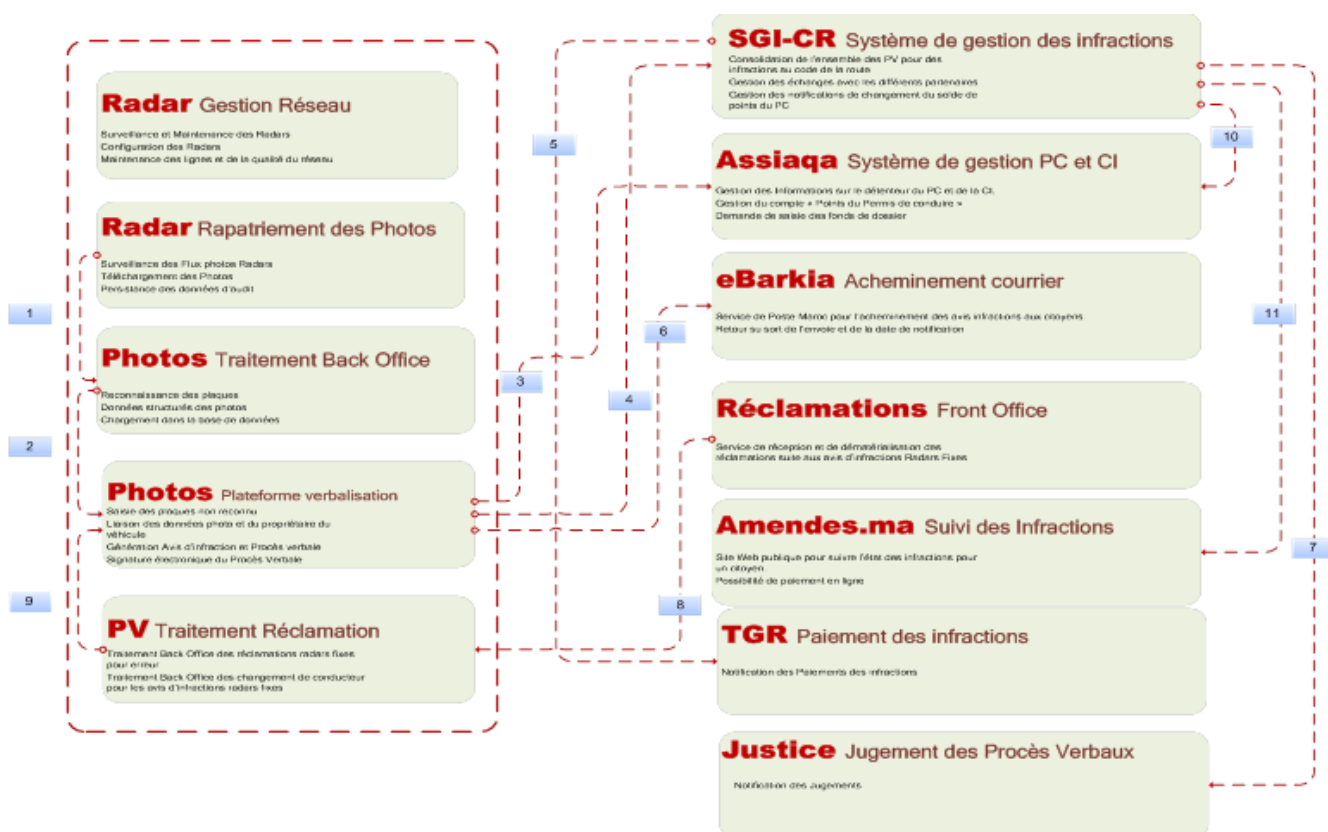 Radar Gestion Réseau
Surveillance et Maintenance des Radars
Configuration des Radars
Maintenance des lignes et de la qualité du réseau
Radar Rapatriement des Photos
Surveillance des Flux photos Radars
Téléchargement des Photos
Persistance des données d'audit
1
Photos Traitement Back Office
Reconnaissance des plaques
Données structurés des photos
Chargement dans la base de données
2
Photos Plateforme verbalisation
Saisie des plaques non reconnu
Liaison des données photo et du propriétaire du
véhicule
Génération Avis d'infraction et Procès verbale
Signature électronique du Procès Verbale
9
PV Traitement Réclamation
Traitement Back Office des réclamations radars fixes
pour erreur
Traitement Back Office des changement de conducteur
pour les avis d'infractions radars fixes
5
3
4
6
8
SGI-CR Système de gestion des infractions
Consolidation de l'ensemble des PV pour des
infractions au code de la route
Gestion des échanges avec les différents partenaires
Gestion des notifications de changement du solde de
points du PC
10
Assiaqa Système de gestion PC et CI
Gestion des Informations sur le détenteur du PC et de la CI.
Gestion du compte « Points du Permis de conduire »
Demande de saisie des fonds de dossier
eBarkia Acheminement courrier
Service de Poste Maroc pour l'acheminement des avis infractions aux citoyens.
Retour su sort de l'envoie et de la date de notification
11
Réclamations Front Office
Service de réception et de dématérialisation des
réclamations suite aux avis d'infractions Radars Fixes
Amendes.ma Suivi des Infractions
Site Web publique pour suivre l'état des infractions pour
un citoyen
Possibilité de paiement en ligne
7
TGR Paiement des infractions
Notification des Paiements des infractions
Justice Jugement des Procès Verbaux
Notification des Jugements